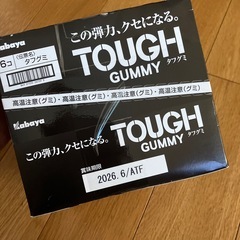 Kabaya
6コ
(任意名)
タフグミ
この弾力、クセになる。
TOUGH
GUMMY タフグミ
高温注意(グミ)・高温注意(グミ)・高温注意(グミ)・高温注意(グミ)
Kabaya
この弾力、クセになる。
TOUGH
GUMMY タフグミ
賞味期限
2026.6/ATF